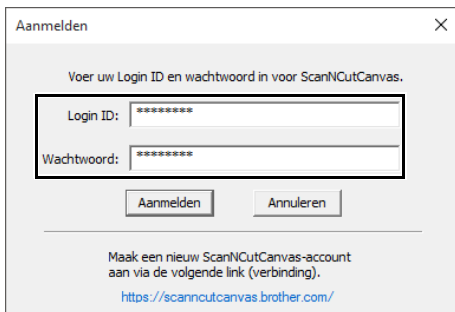 Aanmelden
Voer uw Login ID en wachtwoord in voor ScanNCutCanvas.
Login ID: ********
Wachtwoord: ********
Aanmelden Annuleren
Maak een nieuw ScanNCutCanvas-account
aan via de volgende link (verbinding).
https://scanncutcanvas.brother.com/